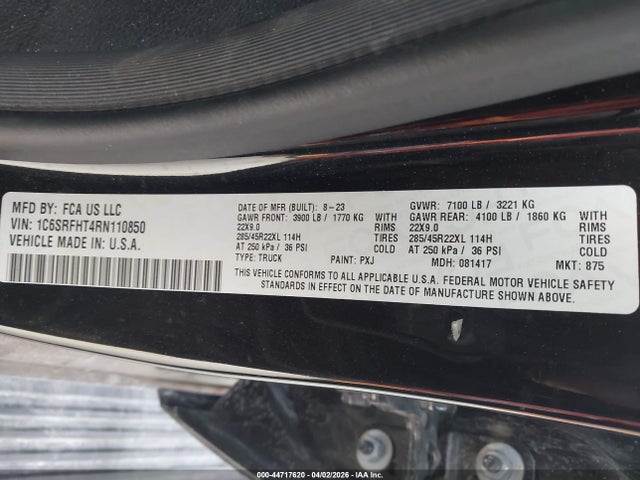 MFD BY: FCA US LLC
VIN: 1C6SRFHT4RN110850
VEHICLE MADE IN U.S.A.
DATE OF MFR (BUILT): 8-23 GVWR: 7100 LB / 3221 KG
GAWR FRONT: 3900 LB / 1770 KG WITH GAWR REAR: 4100 LB / 1860 KG WITH
22X9.0 RIMS 22X9.0 RIMS
285/45R22XL 114H TIRES 285/45R22XL 114H TIRES
AT 250 kPa / 36 PSI COLD AT 250 kPa / 36 PSI COLD
TYPE: TRUCK PAINT: PXJ MDH: 081417 MKT: 875
THIS VEHICLE CONFORMS TO ALL APPLICABLE U.S.A. FEDERAL MOTOR VEHICLE SAFETY
STANDARDS IN EFFECT ON THE DATE OF MANUFACTURE SHOWN ABOVE.
000-44717620 - 04/02/2026 - IAA Inc.